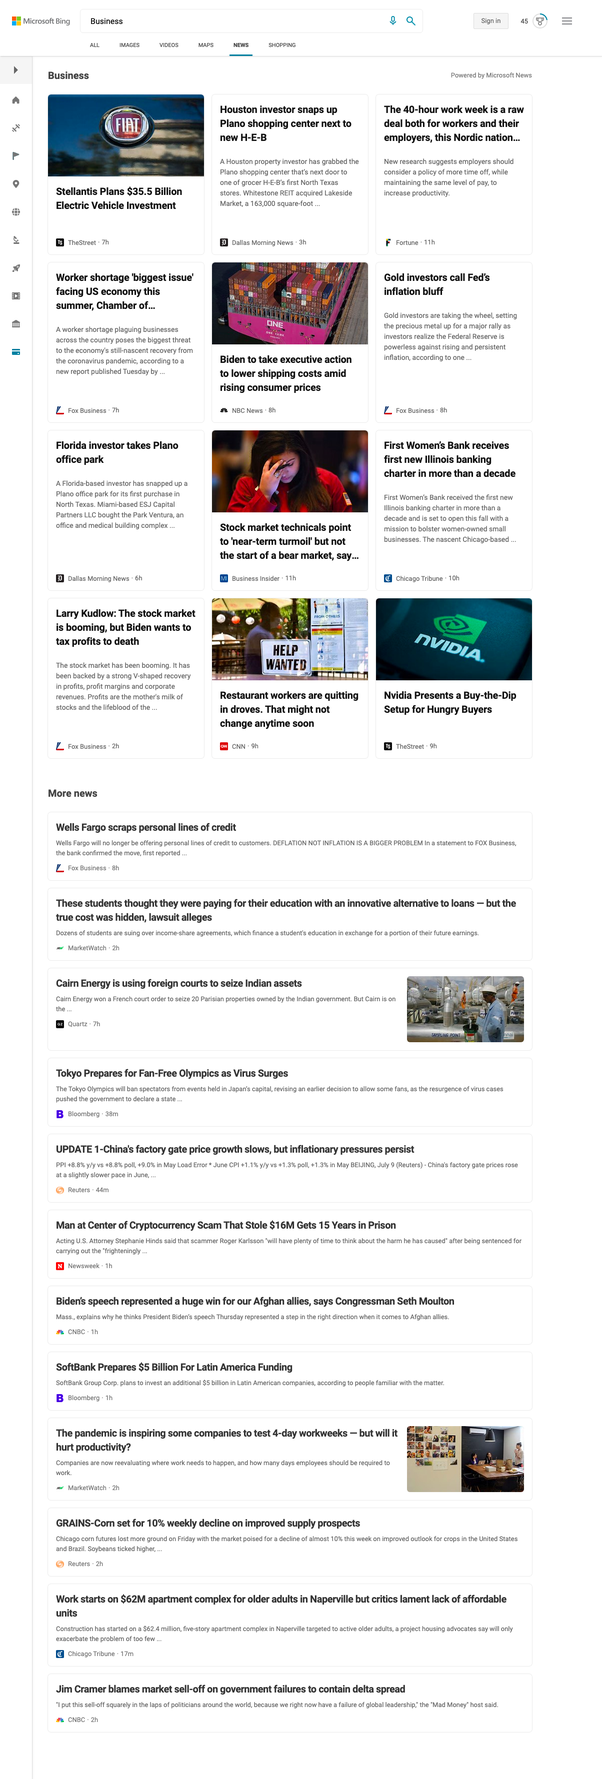 Microsoft Bing
Business
Sign in
45
ALL
IMAGES
VIDEOS
MAPS
NEWS
SHOPPING
Business
Powered by Microsoft News
FIAT
Stellantis Plans $35.5 Billion
Electric Vehicle Investment
TheStreet · 7h
Houston investor snaps up
Plano shopping center next to
new H-E-B
A Houston property investor has grabbed the
Plano shopping center that's next door to
one of grocer H-E-B's first North Texas
stores. Whitestone REIT acquired Lakeside
Market, a 163,000 square-foot ...
Dallas Morning News · 3h
The 40-hour work week is a raw
deal both for workers and their
employers, this Nordic nation...
New research suggests employers should
consider a policy of more time off, while
maintaining the same level of pay, to
increase productivity.
Fortune · 11h
Worker shortage 'biggest issue'
facing US economy this
summer, Chamber of...
A worker shortage plaguing businesses
across the country poses the biggest threat
to the economy's still-nascent recovery from
the coronavirus pandemic, according to a
new report published Tuesday by ...
Fox Business · 7h
ONE
Biden to take executive action
to lower shipping costs amid
rising consumer prices
NBC News · 8h
Gold investors call Fed's
inflation bluff
Gold investors are taking the wheel, setting
the precious metal up for a major rally as
investors realize the Federal Reserve is
powerless against rising and persistent
inflation, according to one ...
Fox Business · 8h
Florida investor takes Plano
office park
A Florida-based investor has snapped up a
Plano office park for its first purchase in
North Texas. Miami-based ESJ Capital
Partners LLC bought the Park Ventura, an
office and medical building complex ...
Dallas Morning News · 6h
Stock market technicals point
to 'near-term turmoil' but not
the start of a bear market, say...
Business Insider · 11h
First Women's Bank receives
first new Illinois banking
charter in more than a decade
First Women's Bank received the first new
Illinois banking charter in more than a
decade and is set to open this fall with a
mission to bolster women-owned small
businesses. The nascent Chicago-based ...
Chicago Tribune · 10h
Larry Kudlow: The stock market
is booming, but Biden wants to
tax profits to death
The stock market has been booming. It has
been backed by a strong V-shaped recovery
in profits, profit margins and corporate
revenues. Profits are the mother's milk of
stocks and the lifeblood of the ...
Fox Business · 2h
HELP
WANTED
Restaurant workers are quitting
in droves. That might not
change anytime soon
CNN · 9h
NVIDIA.
Nvidia Presents a Buy-the-Dip
Setup for Hungry Buyers
TheStreet · 9h
More news
Wells Fargo scraps personal lines of credit
Wells Fargo will no longer be offering personal lines of credit to customers. DEFLATION NOT INFLATION IS A BIGGER PROBLEM In a statement to FOX Business,
the bank confirmed the move, first reported ...
Fox Business · 8h
These students thought they were paying for their education with an innovative alternative to loans — but the
true cost was hidden, lawsuit alleges
Dozens of students are suing over income-share agreements, which finance a student's education in exchange for a portion of their future earnings.
MarketWatch · 2h
Cairn Energy is using foreign courts to seize Indian assets
Cairn Energy won a French court order to seize 20 Parisian properties owned by the Indian government. But Cairn is on
the ...
Quartz · 7h
Tokyo Prepares for Fan-Free Olympics as Virus Surges
The Tokyo Olympics will ban spectators from events held in Japan's capital, revising an earlier decision to allow some fans, as the resurgence of virus cases
pushed the government to declare a state ...
Bloomberg · 38m
UPDATE 1-China's factory gate price growth slows, but inflationary pressures persist
PPI +8.8% y/y vs +8.8% poll, +9.0% in May Load Error * June CPI +1.1% y/y vs +1.3% poll, +1.3% in May BEIJING, July 9 (Reuters) - China's factory gate prices rose
at a slightly slower pace in June, ...
Reuters · 44m
Man at Center of Cryptocurrency Scam That Stole $16M Gets 15 Years in Prison
Acting U.S. Attorney Stephanie Hinds said that scammer Roger Karlsson "will have plenty of time to think about the harm he has caused" after being sentenced for
carrying out the "frighteningly ...
Newsweek · 1h
Biden's speech represented a huge win for our Afghan allies, says Congressman Seth Moulton
Mass., explains why he thinks President Biden's speech Thursday represented a step in the right direction when it comes to Afghan allies.
CNBC · 1h
SoftBank Prepares $5 Billion For Latin America Funding
SoftBank Group Corp. plans to invest an additional $5 billion in Latin American companies, according to people familiar with the matter.
Bloomberg · 1h
The pandemic is inspiring some companies to test 4-day workweeks — but will it
hurt productivity?
Companies are now reevaluating where work needs to happen, and how many days employees should be required to
work.
MarketWatch · 2h
GRAINS-Corn set for 10% weekly decline on improved supply prospects
Chicago corn futures lost more ground on Friday with the market poised for a decline of almost 10% this week on improved outlook for crops in the United States
and Brazil. Soybeans ticked higher, ...
Reuters · 2h
Work starts on $62M apartment complex for older adults in Naperville but critics lament lack of affordable
units
Construction has started on a $62.4 million, five-story apartment complex in Naperville targeted to active older adults, a project housing advocates say will only
exacerbate the problem of too few ...
Chicago Tribune · 17m
Jim Cramer blames market sell-off on government failures to contain delta spread
"I put this sell-off squarely in the laps of politicians around the world, because we right now have a failure of global leadership," the "Mad Money" host said.
CNBC · 2h